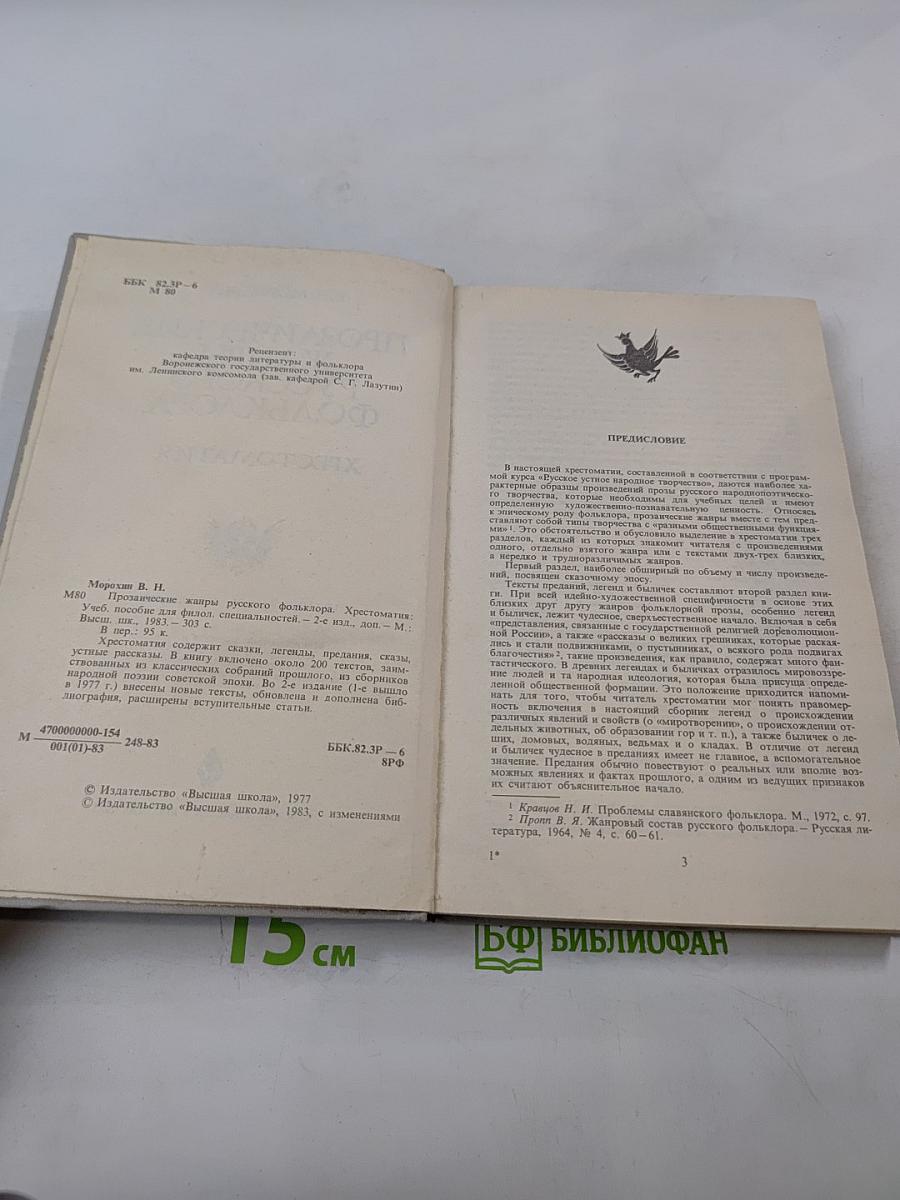 ББК 82.3Р—6
М 80
Рецензент:
кафедра теории литературы и фольклора
Воронежского государственного университета
им. Ленинского комсомола (зав. кафедрой С. Г. Лазутин)
Морохин В. Н.
М80 Прозаические жанры русского фольклора. Хрестоматия:
Учеб. пособие для филол. специальностей.— 2-е изд., доп.— М.:
Высш. шк., 1983.— 303 с.
В пер.: 95 к.
Хрестоматия содержит сказки, легенды, предания, сказы,
устные рассказы. В книгу включено около 200 текстов, заим-
ствованных из классических собраний прошлого, из сборников
народной поэзии советской эпохи. Во 2-е издание (1-е вышло
в 1977 г.) внесены новые тексты, обновлена и дополнена биб-
лиография, расширены вступительные статьи.
М 4700000000-154 248-83
001(01)-83
ББК.82.3Р—6
8РФ
© Издательство «Высшая школа», 1977
© Издательство «Высшая школа», 1983, с изменениями
ПРЕДИСЛОВИЕ
В настоящей хрестоматии, составленной в соответствии с програм-
мой курса «Русское устное народное творчество», даются наиболее ха-
рактерные образцы произведений прозы русского народнопоэтическо-
го творчества, которые необходимы для учебных целей и имеют
определенную художественно-познавательную ценность. Относясь
к эпическому роду фольклора, прозаические жанры вместе с тем пред-
ставляют собой типы творчества с «разными общественными функция-
ми»1. Это обстоятельство и обусловило выделение в хрестоматии трех
разделов, каждый из которых знакомит читателя с произведениями
одного, отдельно взятого жанра или с текстами двух-трех близких,
а нередко и трудноразличимых жанров.
Первый раздел, наиболее обширный по объему и числу произведе-
ний, посвящен сказочному эпосу.
Тексты преданий, легенд и быличек составляют второй раздел кни-
ги. При всей идейно-художественной специфичности в основе этих
близких друг другу жанров фольклорной прозы, особенно легенд
и быличек, лежит чудесное, сверхъестественное начало. Включая в себя
«представления, связанные с государственной религией дореволюцион-
ной России», а также «рассказы о великих грешниках, которые раская-
лись и стали подвижниками, о пустынниках, о всякого рода подвигах
благочестия»2, такие произведения, как правило, содержат много фан-
тастического. В древних легендах и быличках отразилось мировоззре-
ние людей и та народная идеология, которая была присуща опреде-
ленной общественной формации. Это положение приходится напоми-
нать для того, чтобы читатель хрестоматии мог понять правомер-
ность включения в настоящий сборник легенд о происхождении
различных явлений и свойств (о «миротворении», о происхождении от-
дельных животных, об образовании гор и т. п.), а также быличек о ле-
ших, домовых, водяных, ведьмах и о кладах. В отличие от легенд
и быличек чудесное в преданиях имеет не главное, а вспомогательное
значение. Предания обычно повествуют о реальных или вполне воз-
можных явлениях и фактах прошлого, а одним из ведущих признаков
их считают объяснительное начало.
1 Кравцов Н. И. Проблемы славянского фольклора. М., 1972, с. 97.
2 Пропп В. Я. Жанровый состав русского фольклора.— Русская ли-
тература, 1964, № 4, с. 60—61.
1*
3
15 см
БФ БИБЛИОФАН